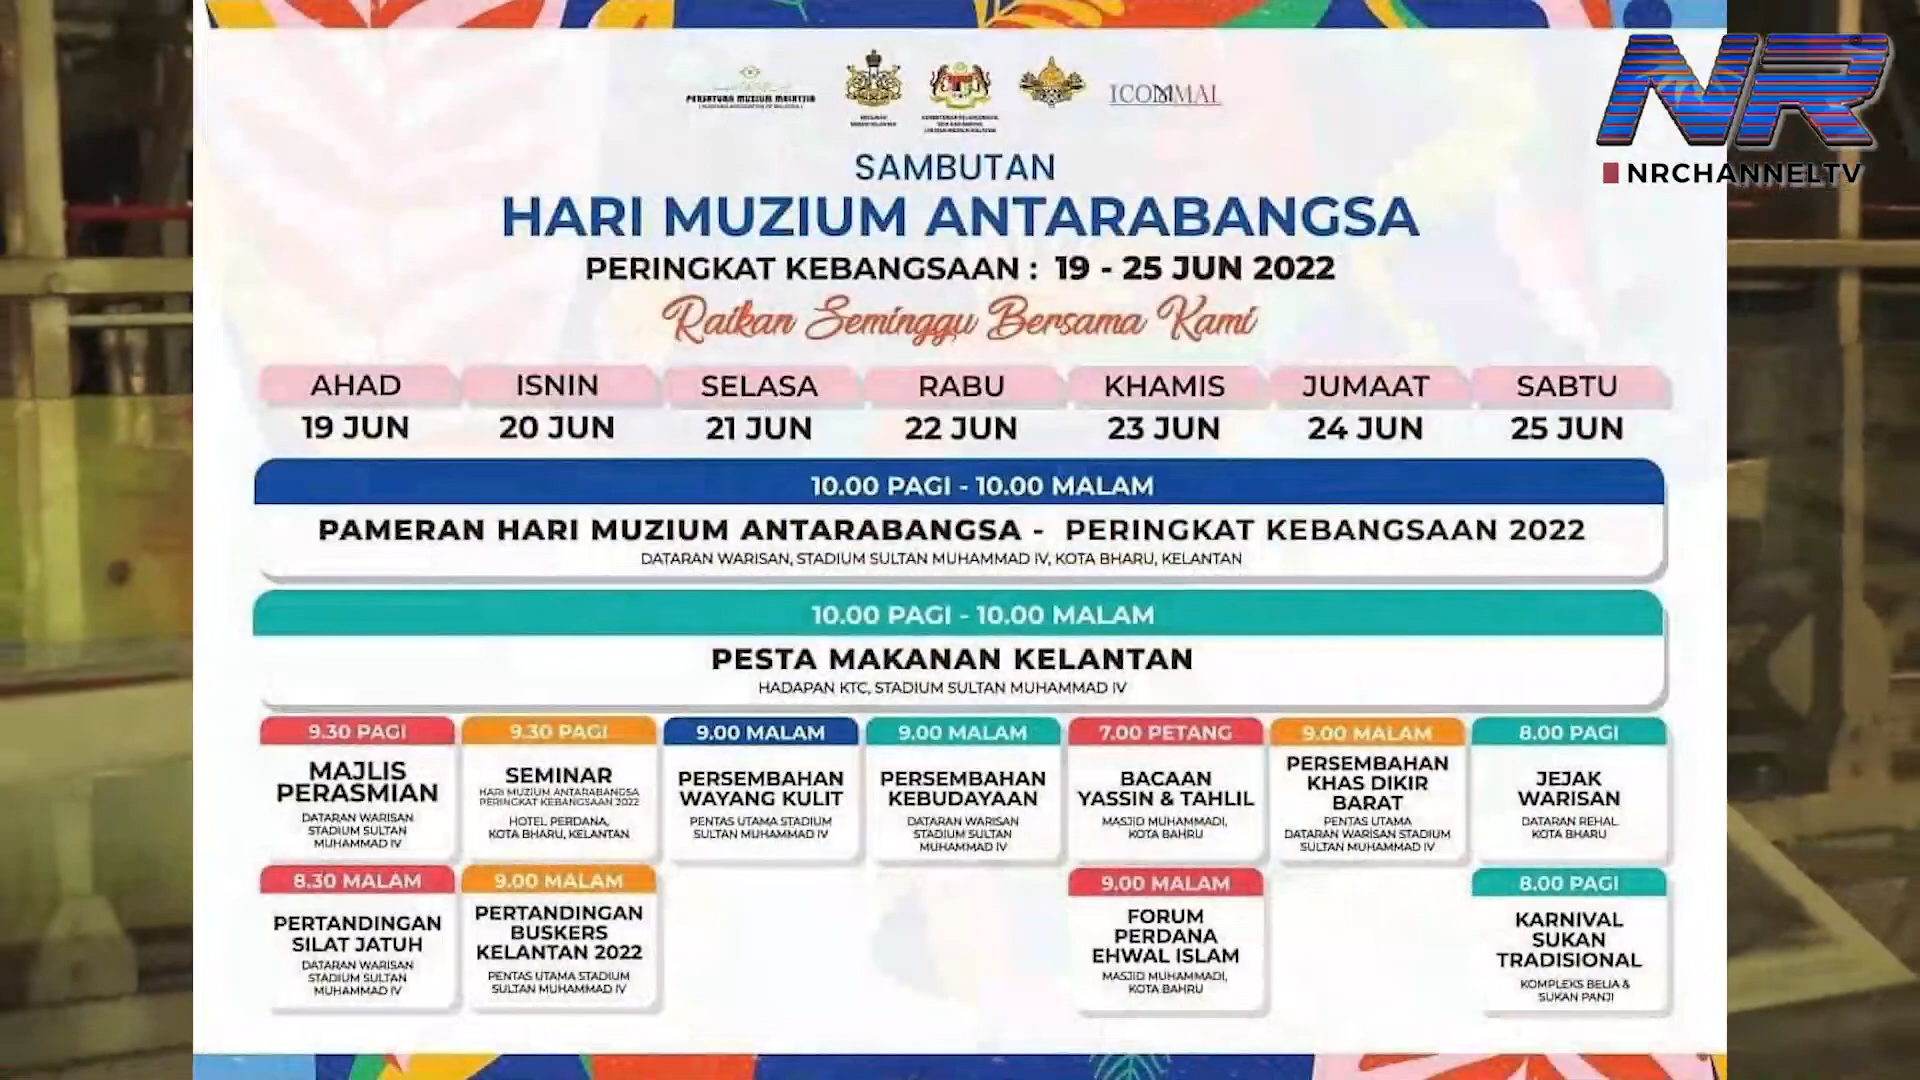 NR
NRCHANNELTV
PERSATUAN MUZIUM MALAYSIA
ICOM MAL
SAMBUTAN
HARI MUZIUM ANTARABANGSA
PERINGKAT KEBANGSAAN : 19 - 25 JUN 2022
Raikan Seminggu Bersama Kami
AHAD ISNIN SELASA RABU KHAMIS JUMAAT SABTU
19 JUN 20 JUN 21 JUN 22 JUN 23 JUN 24 JUN 25 JUN
10.00 PAGI - 10.00 MALAM
PAMERAN HARI MUZIUM ANTARABANGSA - PERINGKAT KEBANGSAAN 2022
DATARAN WARISAN, STADIUM SULTAN MUHAMMAD IV, KOTA BHARU, KELANTAN
10.00 PAGI - 10.00 MALAM
PESTA MAKANAN KELANTAN
HADAPAN KTC, STADIUM SULTAN MUHAMMAD IV
9.30 PAGI
MAJLIS
PERASMIAN
DATARAN WARISAN
STADIUM SULTAN
MUHAMMAD IV
9.30 PAGI
SEMINAR
HARI MUZIUM ANTARABANGSA
PERINGKAT KEBANGSAAN 2022
HOTEL PERDANA,
KOTA BHARU, KELANTAN
9.00 MALAM
PERSEMBAHAN
WAYANG KULIT
PENTAS UTAMA STADIUM
SULTAN MUHAMMAD IV
9.00 MALAM
PERSEMBAHAN
KEBUDAYAAN
DATARAN WARISAN
STADIUM SULTAN
MUHAMMAD IV
7.00 PETANG
BACAAN
YASSIN & TAHLIL
MASJID MUHAMMADI,
KOTA BAHRU
9.00 MALAM
PERSEMBAHAN
KHAS DIKIR
BARAT
PENTAS UTAMA
DATARAN WARISAN STADIUM
SULTAN MUHAMMAD IV
8.00 PAGI
JEJAK
WARISAN
DATARAN REHAL
KOTA BHARU
8.30 MALAM
PERTANDINGAN
SILAT JATUH
DATARAN WARISAN
STADIUM SULTAN
MUHAMMAD IV
9.00 MALAM
PERTANDINGAN
BUSKERS
KELANTAN 2022
PENTAS UTAMA STADIUM
SULTAN MUHAMMAD IV
9.00 MALAM
FORUM
PERDANA
EHWAL ISLAM
MASJID MUHAMMADI,
KOTA BAHRU
8.00 PAGI
KARNIVAL
SUKAN
TRADISIONAL
KOMPLEKS BELIA &
SUKAN PANJI